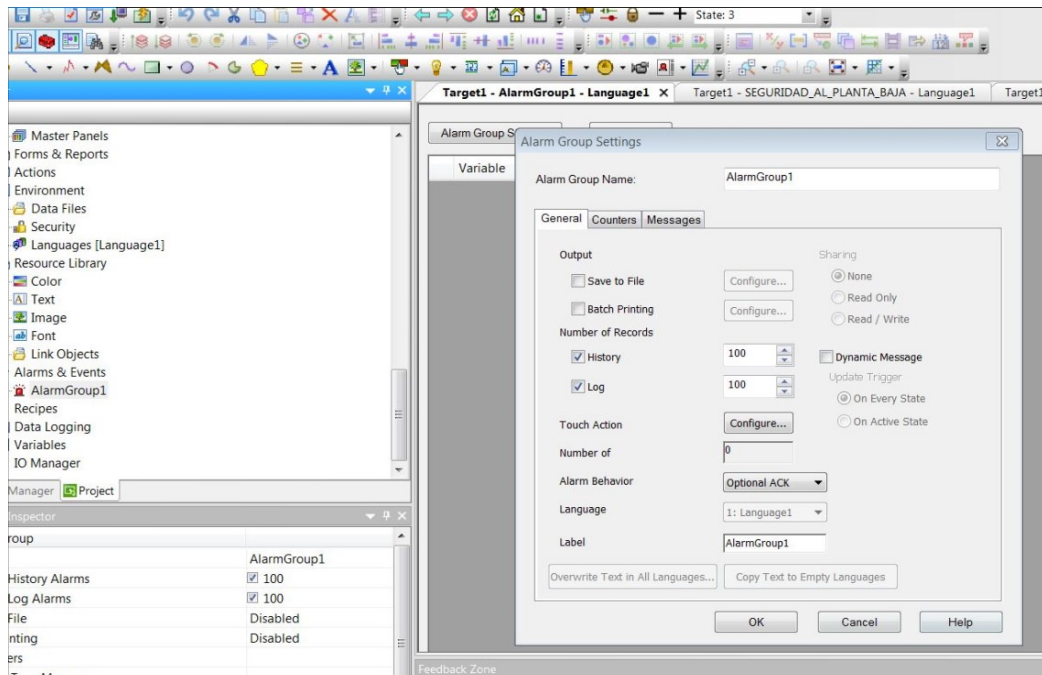 State: 3
Target1 - AlarmGroup1 - Language1 X
Target1 - SEGURIDAD_AL_PLANTA_BAJA - Language1
Target1
Master Panels
Forms & Reports
Actions
Environment
Data Files
Security
Languages [Language1]
Resource Library
Color
Text
Image
Font
Link Objects
Alarms & Events
AlarmGroup1
Recipes
Data Logging
Variables
IO Manager
Manager
Project
Inspector
roup
AlarmGroup1
History Alarms
100
Log Alarms
100
File
Disabled
nting
Disabled
ers
Alarm Group S
Variable
Alarm Group Settings
Alarm Group Name:
AlarmGroup1
General Counters Messages
Output
Sharing
Save to File
Configure...
None
Read Only
Batch Printing
Configure...
Read / Write
Number of Records
History
100
Dynamic Message
Update Trigger
Log
100
On Every State
On Active State
Touch Action
Configure...
Number of
0
Alarm Behavior
Optional ACK
Language
1: Language1
Label
AlarmGroup1
Overwrite Text in All Languages...
Copy Text to Empty Languages
OK
Cancel
Help
Feedback Zone